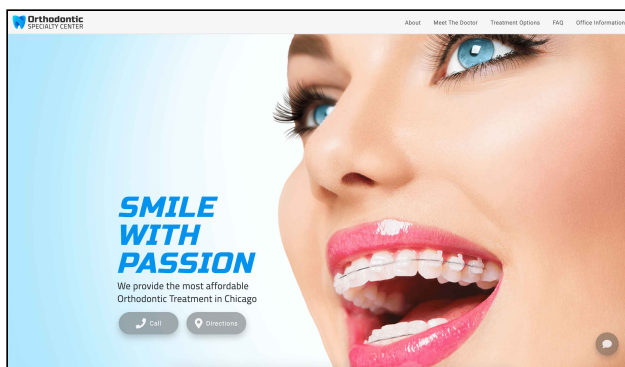 Orthodontic
SPECIALTY CENTER
About Meet The Doctor Treatment Options FAQ Office Information
SMILE
WITH
PASSION
We provide the most affordable
Orthodontic Treatment in Chicago
Call Directions